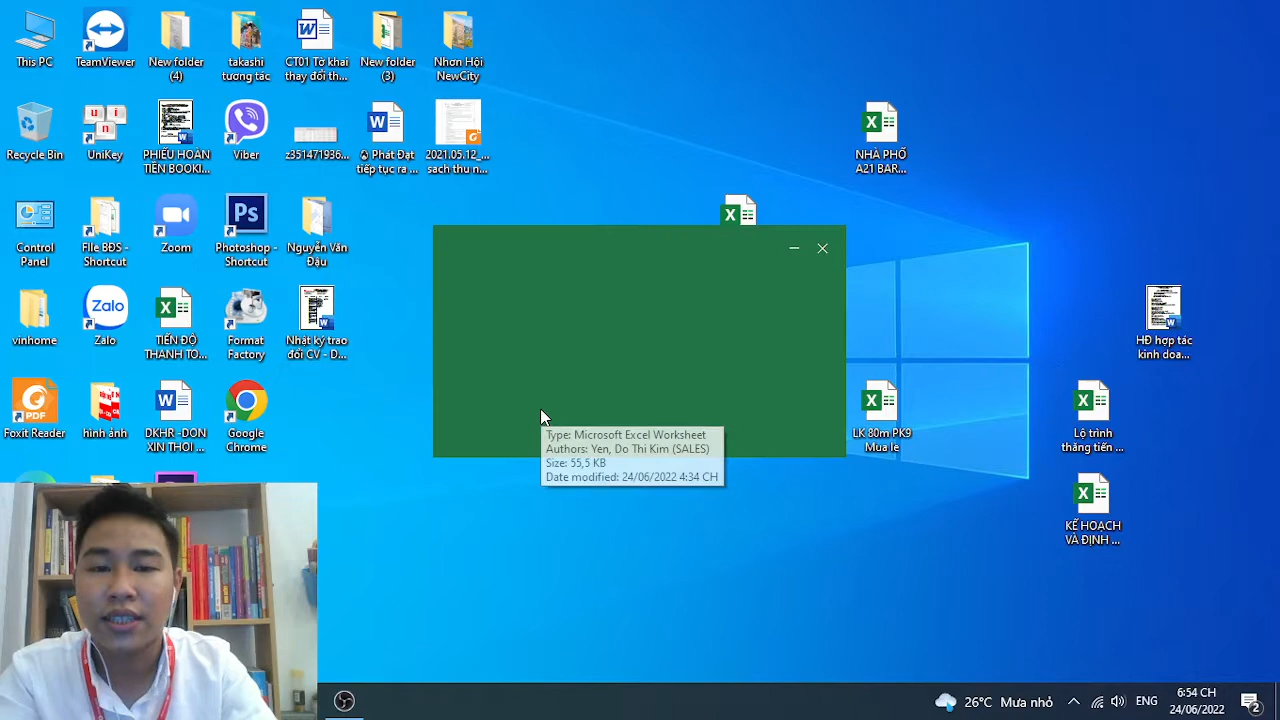 This PC
TeamViewer
New folder
(4)
takashi
tương tác
CT01 Tờ khai
thay đổi th...
New folder
(3)
Nhơn Hội
NewCity
Recycle Bin
UniKey
PHIẾU HOÀN
TIỀN BOOKI...
Viber
z351471936...
Phát Đạt
tiếp tục ra ...
2021.05.12_...
sach thu n...
NHÀ PHỐ
A21 BAR...
Control
Panel
FIle BĐS -
Shortcut
Zoom
Photoshop -
Shortcut
Nguyễn Văn
Đậu
vinhome
Zalo
TIẾN ĐỘ
THANH TO...
Format
Factory
Nhât ký trao
đổi CV - D...
HĐ hợp tác
kinh doa...
Foxit Reader
hình ảnh
DKHR -DON
XIN THOI ...
Google
Chrome
Type: Microsoft Excel Worksheet
Authors: Yen, Do Thi Kim (SALES)
Size: 55,5 KB
Date modified: 24/06/2022 4:34 CH
LK 80m PK9
Mùa le
Lộ trình
thăng tiến ...
KẾ HOẠCH
VÀ ĐỊNH ...
26°C Mưa nhỏ
ENG
6:54 CH
24/06/2022
2